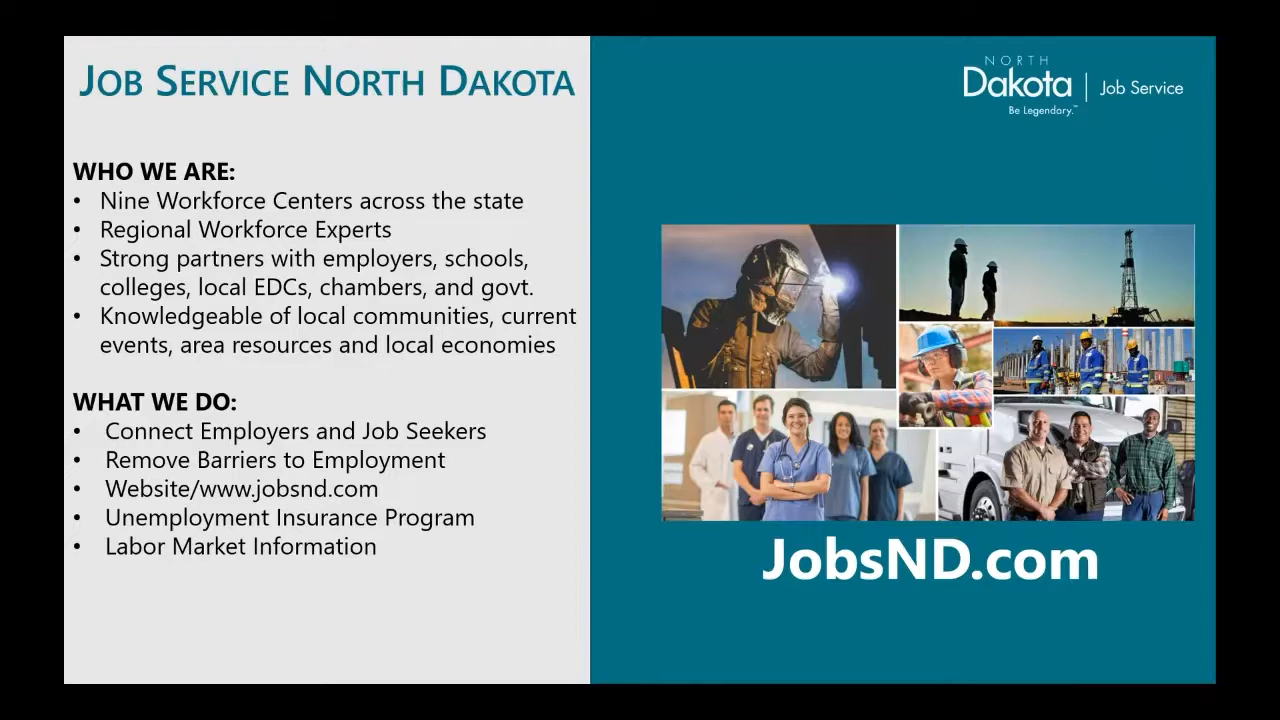 JOB SERVICE NORTH DAKOTA
WHO WE ARE:
• Nine Workforce Centers across the state
• Regional Workforce Experts
• Strong partners with employers, schools,
colleges, local EDCs, chambers, and govt.
• Knowledgeable of local communities, current
events, area resources and local economies
WHAT WE DO:
• Connect Employers and Job Seekers
• Remove Barriers to Employment
• Website/www.jobsnd.com
• Unemployment Insurance Program
• Labor Market Information
NORTH
Dakota | Job Service
Be Legendary.™
JobsND.com